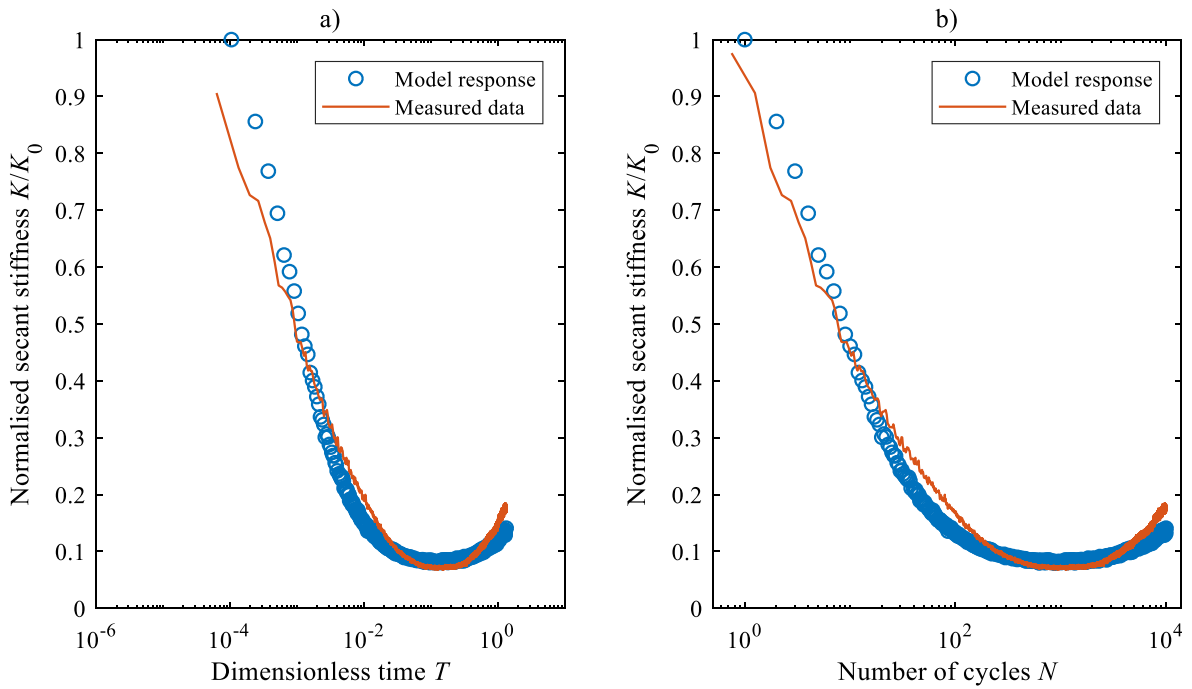 a)
Normalised secant stiffness K/K0
1
0.9
0.8
0.7
0.6
0.5
0.4
0.3
0.2
0.1
0
Model response
Measured data
10-6
10-4
10-2
100
Dimensionless time T
b)
Normalised secant stiffness K/K0
1
0.9
0.8
0.7
0.6
0.5
0.4
0.3
0.2
0.1
0
Model response
Measured data
100
102
104
Number of cycles N